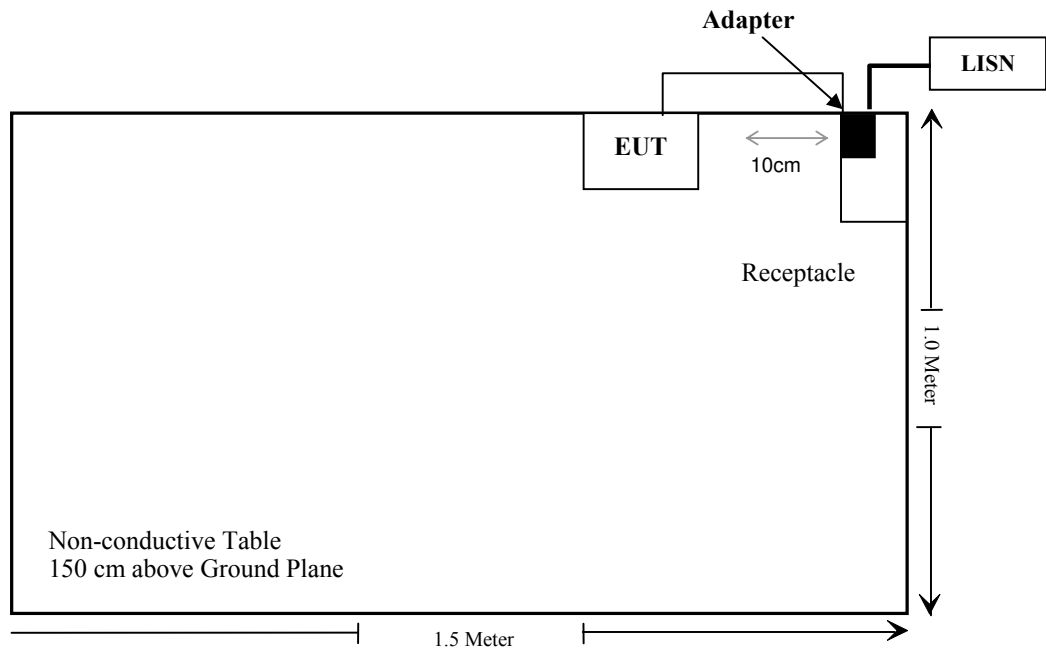 Adapter
LISN
EUT
10cm
Receptacle
1.0 Meter
Non-conductive Table
150 cm above Ground Plane
1.5 Meter